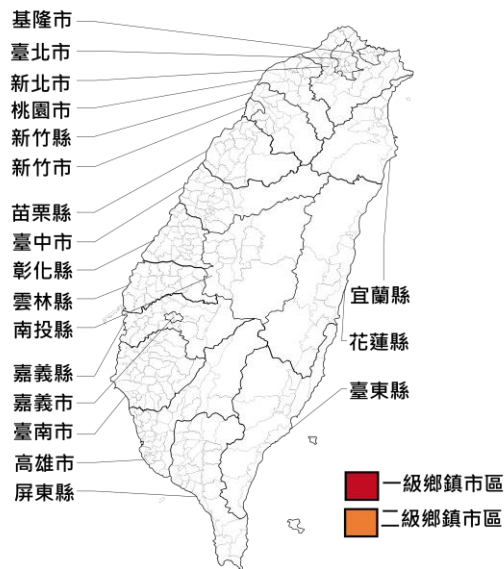 基隆市
臺北市
新北市
桃園市
新竹縣
新竹市
苗栗縣
臺中市
彰化縣
雲林縣
南投縣
嘉義縣
嘉義市
臺南市
高雄市
屏東縣
宜蘭縣
花蓮縣
臺東縣
一級鄉鎮市區
二級鄉鎮市區